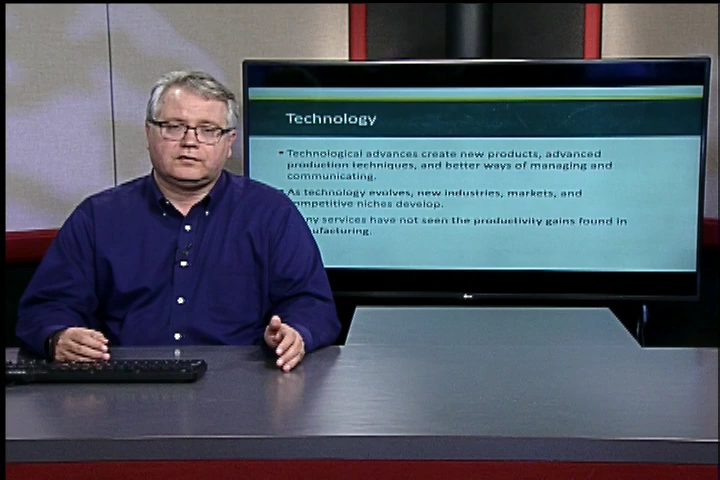 Technology
Technological advances create new products, advanced
production techniques, and better ways of managing and
communicating.
As technology evolves, new industries, markets, and
niches develop.
services have not seen the productivity gains found in